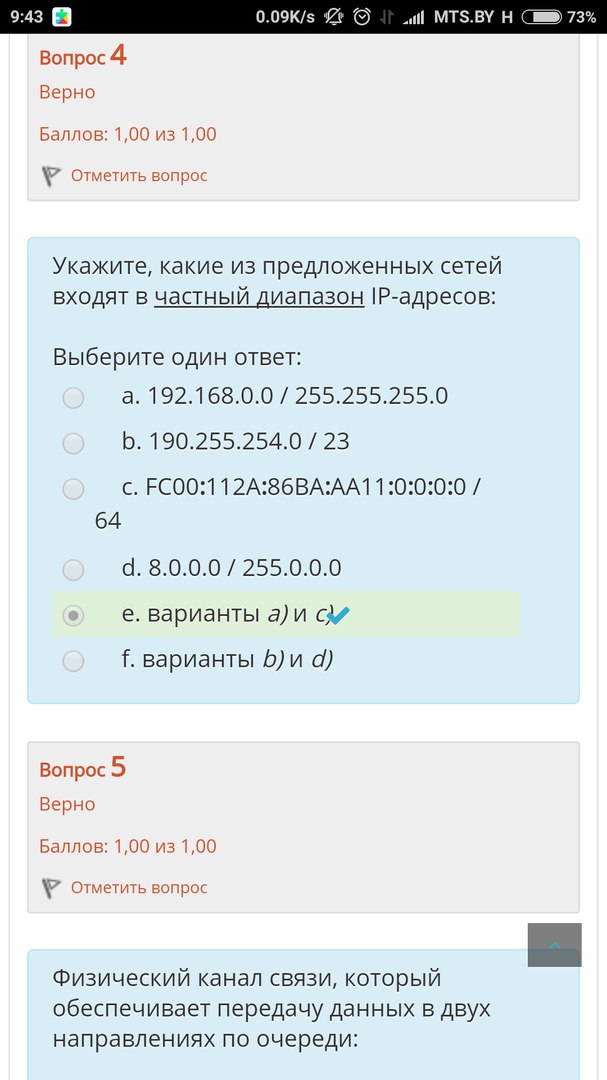 9:43 0.09K/s MTS.BY H 73%
Вопрос 4
Верно
Баллов: 1,00 из 1,00
Отметить вопрос
Укажите, какие из предложенных сетей
входят в частный диапазон IP-адресов:
Выберите один ответ:
a. 192.168.0.0 / 255.255.255.0
b. 190.255.254.0 / 23
c. FC00:112A:86BA:AA11:0:0:0:0 /
64
d. 8.0.0.0 / 255.0.0.0
e. варианты a) и c)
f. варианты b) и d)
Вопрос 5
Верно
Баллов: 1,00 из 1,00
Отметить вопрос
Физический канал связи, который
обеспечивает передачу данных в двух
направлениях по очереди: